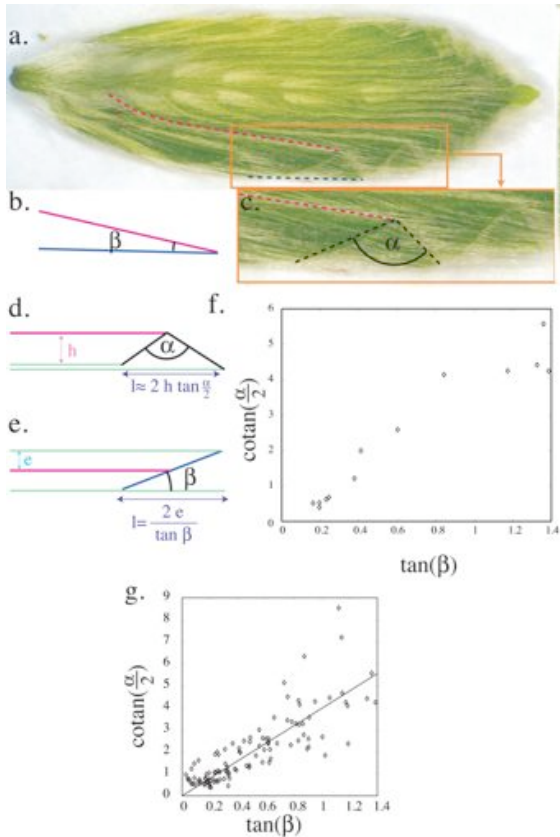 a.
b.
β
c.
α
d.
h
α
l≈ 2 h tan α/2
e.
e
β
l= 2 e / tan β
f.
cotan(α/2)
6
5
4
3
2
1
0
0 0.2 0.4 0.6 0.8 1 1.2 1.4
tan(β)
g.
cotan(α/2)
9
8
7
6
5
4
3
2
1
0
0 0.2 0.4 0.6 0.8 1 1.2 1.4
tan(β)